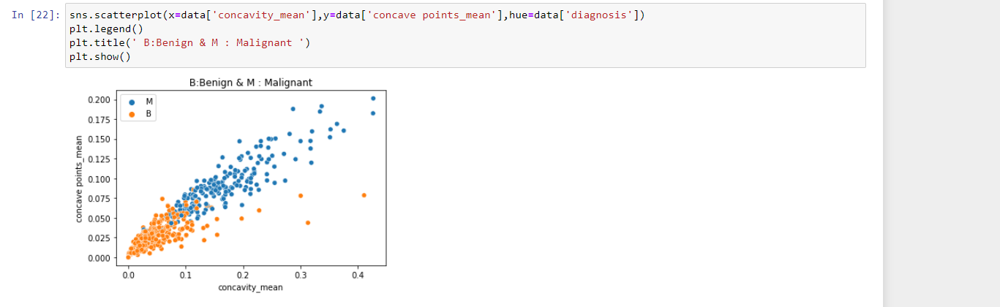 In [22]: sns.scatterplot(x=data['concavity_mean'],y=data['concave points_mean'],hue=data['diagnosis'])
plt.legend()
plt.title(' B:Benign & M : Malignant ')
plt.show()
B:Benign & M : Malignant
M
B
0.200
0.175
0.150
0.125
0.100
0.075
0.050
0.025
0.000
concave points_mean
0.0 0.1 0.2 0.3 0.4
concavity_mean